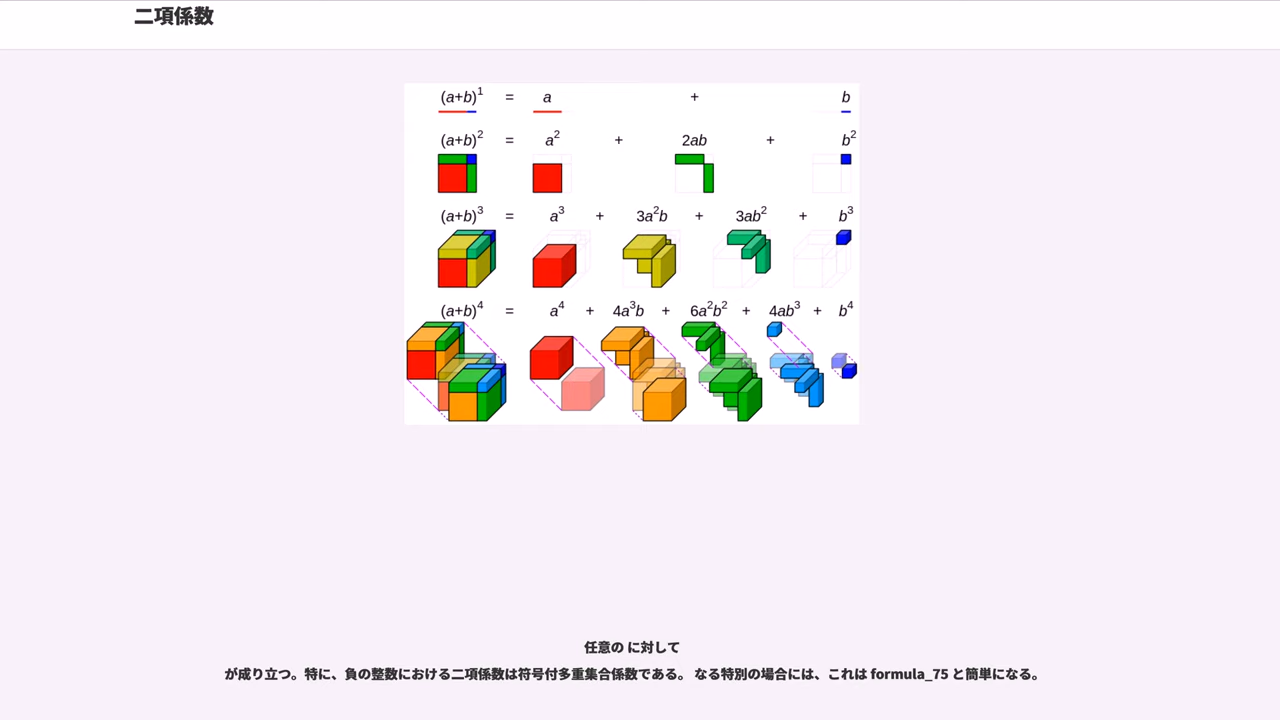 二項係数
(a+b)¹ = a + b
(a+b)² = a² + 2ab + b²
(a+b)³ = a³ + 3a²b + 3ab² + b³
(a+b)⁴ = a⁴ + 4a³b + 6a²b² + 4ab³ + b⁴
任意の に対して
が成り立つ。特に、負の整数における二項係数は符号付多重集合係数である。 なる特別の場合には、これは formula_75 と簡単になる。